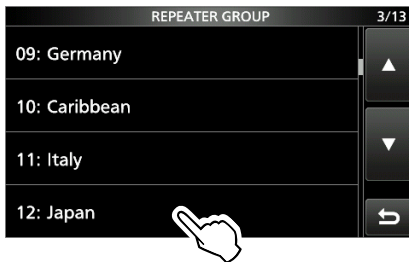 REPEATER GROUP 3/13
09: Germany
10: Caribbean
11: Italy
12: Japan